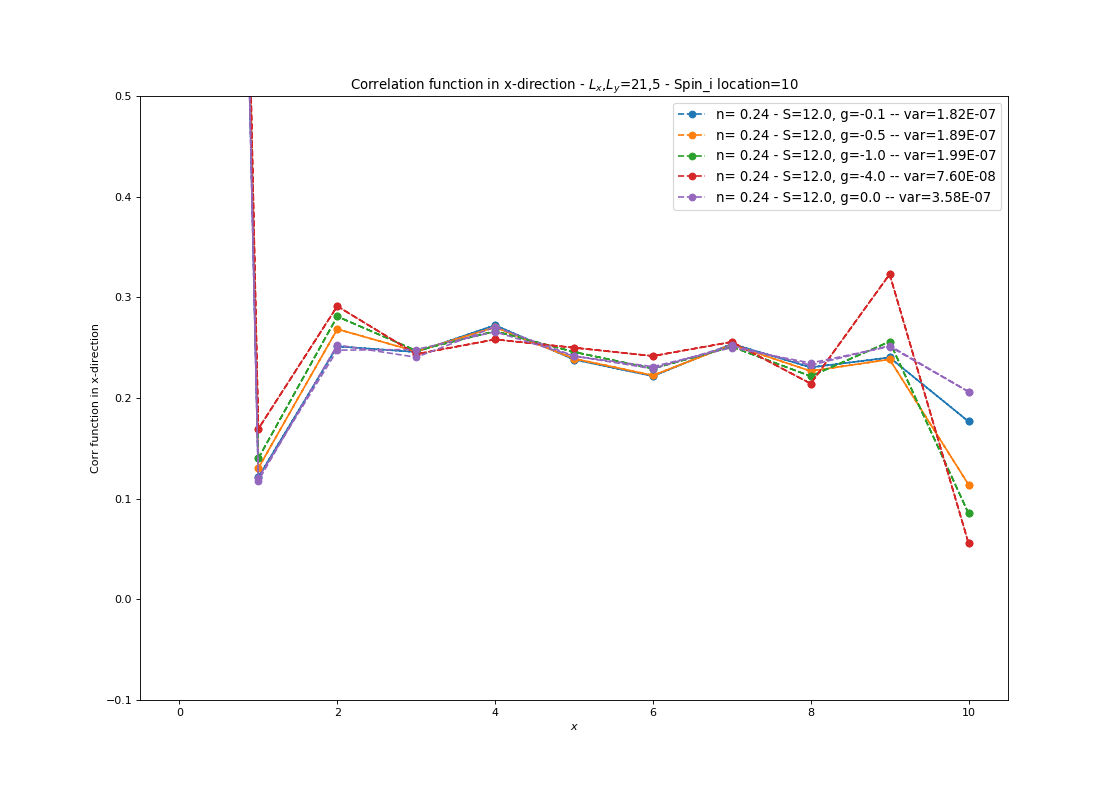 Correlation function in x-direction - $L_x$,$L_y$=21,5 - Spin_i location=10
0.5
0.4
0.3
0.2
0.1
0.0
−0.1
Corr function in x-direction
n= 0.24 - S=12.0, g=-0.1 -- var=1.82E-07
n= 0.24 - S=12.0, g=-0.5 -- var=1.89E-07
n= 0.24 - S=12.0, g=-1.0 -- var=1.99E-07
n= 0.24 - S=12.0, g=-4.0 -- var=7.60E-08
n= 0.24 - S=12.0, g=0.0 -- var=3.58E-07
0 2 4 6 8 10
x